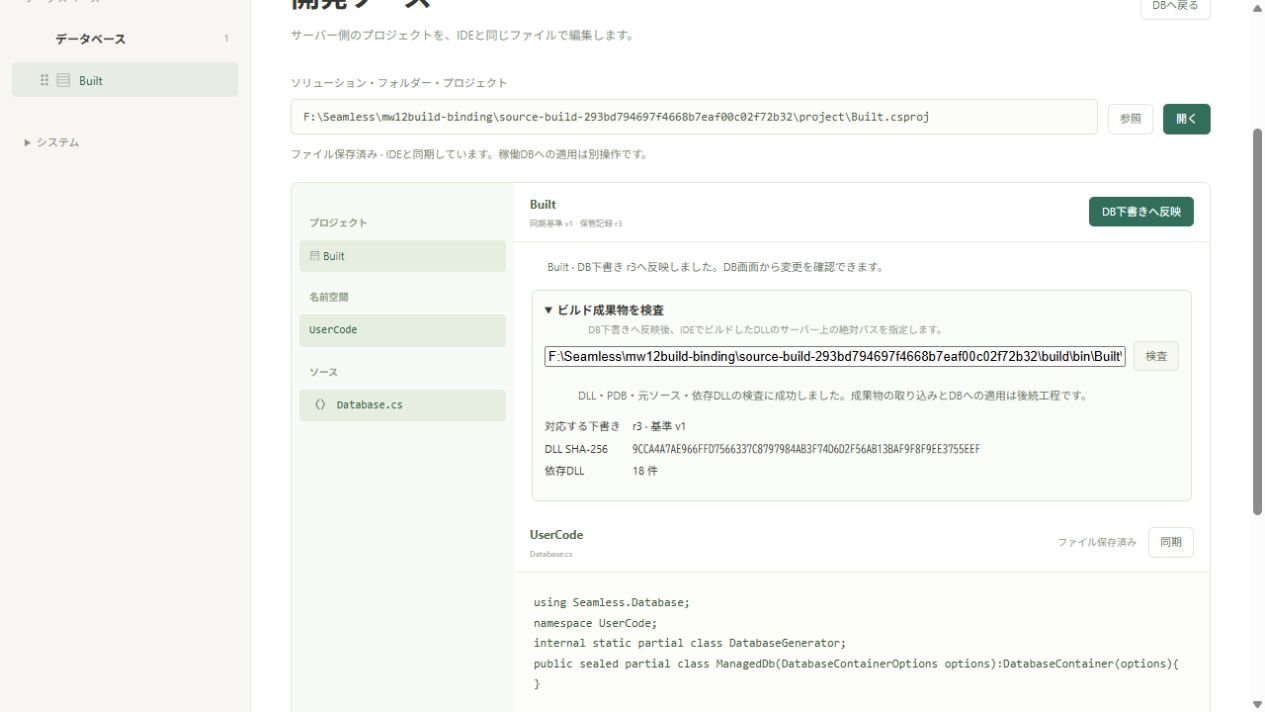 開発ソース
DBへ戻る
サーバー側のプロジェクトを、IDEと同じファイルで編集します。
データベース
1
Built
システム
ソリューション・フォルダー・プロジェクト
F:\Seamless\mw12build-binding\source-build-293bd794697f4668b7eaf00c02f72b32\project\Built.csproj
参照
開く
ファイル保存済み · IDEと同期しています。稼働DBへの適用は別操作です。
プロジェクト
Built
名前空間
UserCode
ソース
Database.cs
Built
同期基準 v1 · 保管記録 r3
DB下書きへ反映
Built · DB下書き r3へ反映しました。DB画面から変更を確認できます。
▼ ビルド成果物を検査
DB下書きへ反映後、IDEでビルドしたDLLのサーバー上の絶対パスを指定します。
F:\Seamless\mw12build-binding\source-build-293bd794697f4668b7eaf00c02f72b32\build\bin\Built\
検査
DLL・PDB・元ソース・依存DLLの検査に成功しました。成果物の取り込みとDBへの適用は後続工程です。
対応する下書き r3 · 基準 v1
DLL SHA-256 9CCA4A7AE966FFD7566337C8797984AB3F74D6D2F56AB13BAF9F8F9EE3755EEF
依存DLL 18 件
UserCode
Database.cs
ファイル保存済み
同期
using Seamless.Database;
namespace UserCode;
internal static partial class DatabaseGenerator;
public sealed partial class ManagedDb(DatabaseContainerOptions options):DatabaseContainer(options){
}